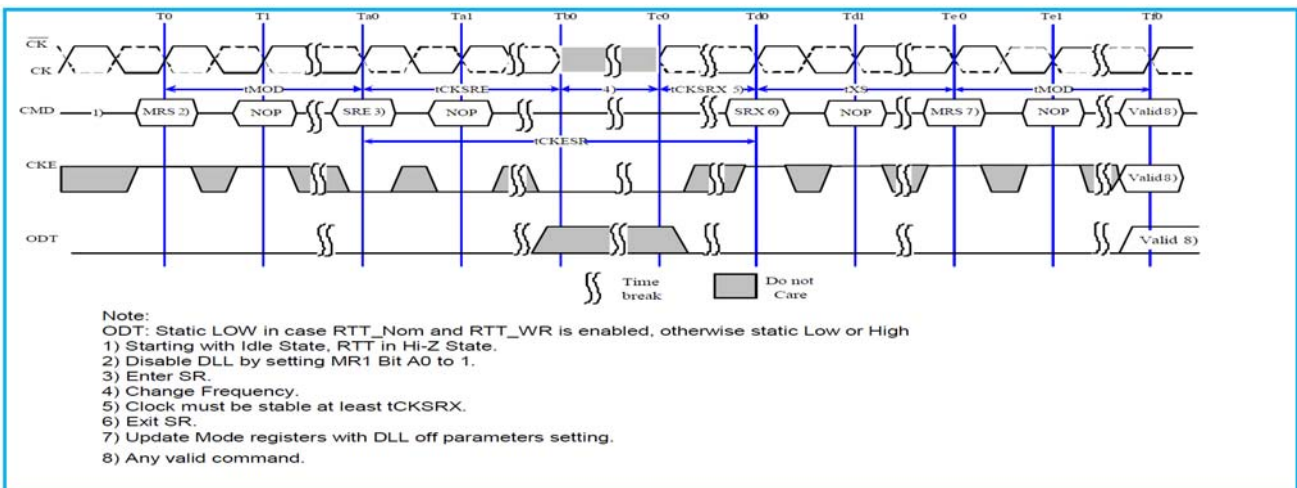 T0 T1 Ta0 Ta1 Tb0 Tc0 Td0 Td1 Te0 Te1 Tf0
CK
CK
tMOD tCKSRE 4) tCKSRX 5) tXS tMOD
CMD 1) MRS 2) NOP SRE 3) NOP SRX 6) NOP MRS 7) NOP Valid 8)
tCKESR
CKE Valid 8)
ODT Valid 8)
Time break
Do not Care
Note:
ODT: Static LOW in case RTT_Nom and RTT_WR is enabled, otherwise static Low or High
1) Starting with Idle State, RTT in Hi-Z State.
2) Disable DLL by setting MR1 Bit A0 to 1.
3) Enter SR.
4) Change Frequency.
5) Clock must be stable at least tCKSRX.
6) Exit SR.
7) Update Mode registers with DLL off parameters setting.
8) Any valid command.